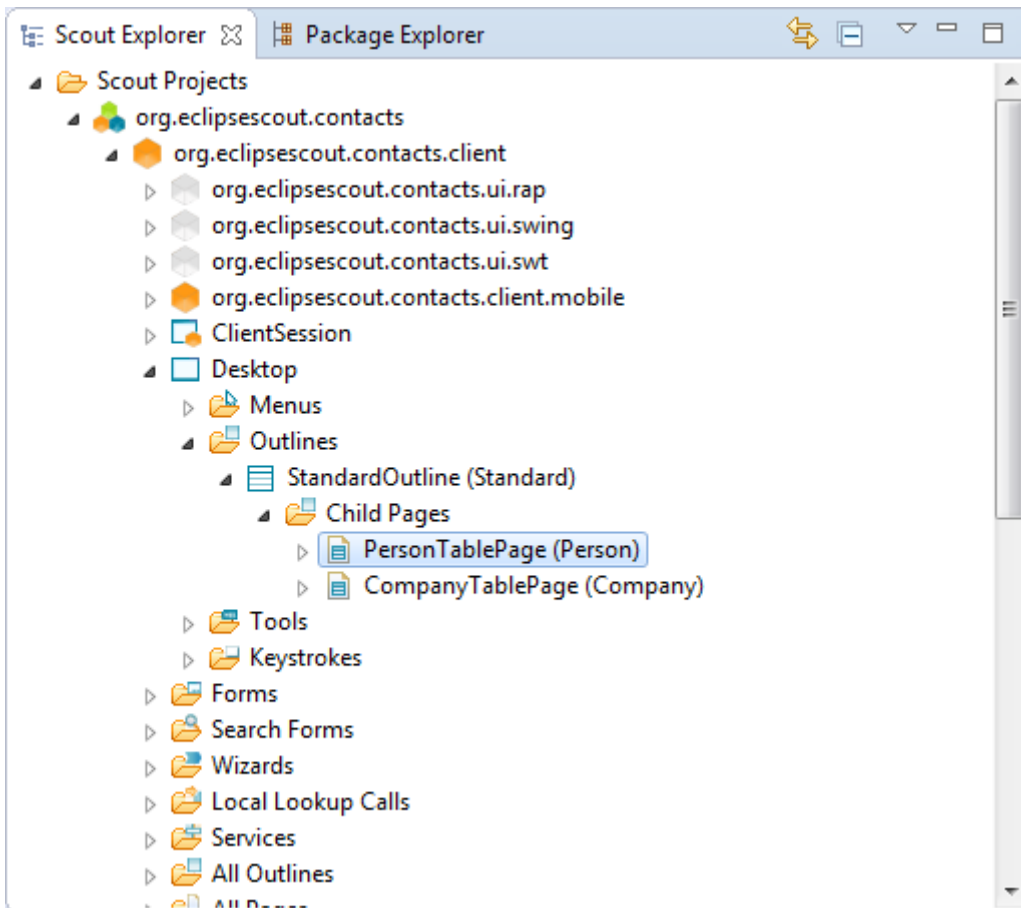 Scout Explorer Package Explorer
Scout Projects
org.eclipsescout.contacts
org.eclipsescout.contacts.client
org.eclipsescout.contacts.ui.rap
org.eclipsescout.contacts.ui.swing
org.eclipsescout.contacts.ui.swt
org.eclipsescout.contacts.client.mobile
ClientSession
Desktop
Menus
Outlines
StandardOutline (Standard)
Child Pages
PersonTablePage (Person)
CompanyTablePage (Company)
Tools
Keystrokes
Forms
Search Forms
Wizards
Local Lookup Calls
Services
All Outlines
All Pages